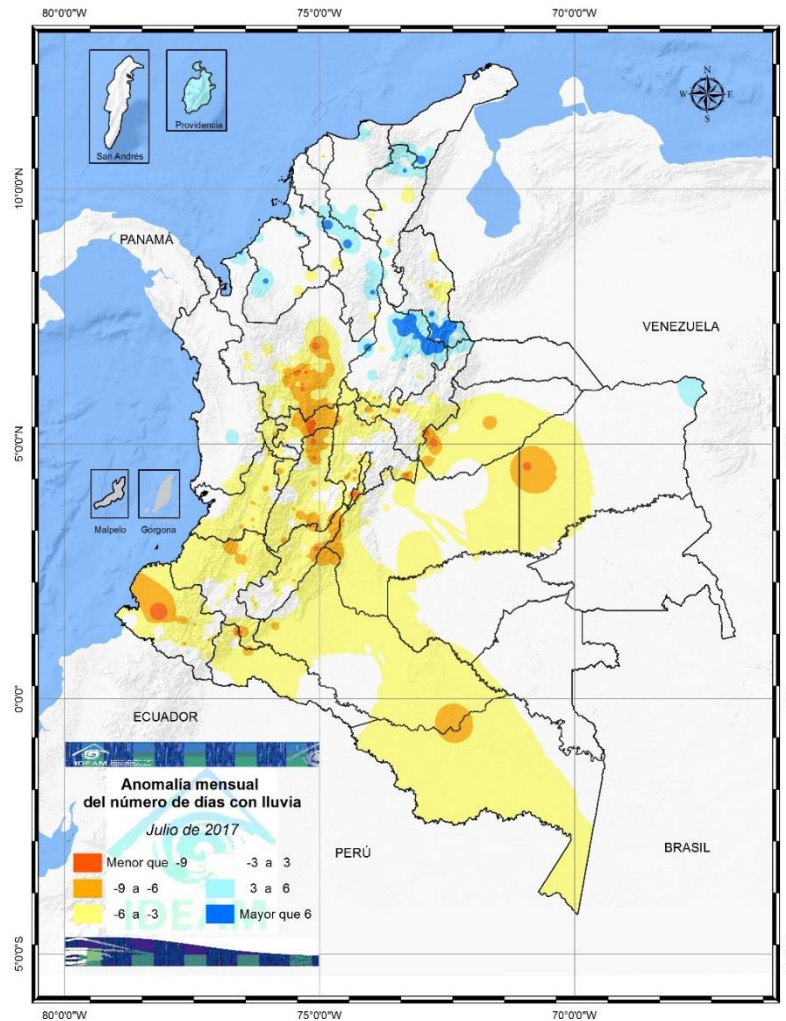 80°0'0"W 75°0'0"W 70°0'0"W
San Andrés
Providencia
N
W E
S
10°0'0"N
PANAMÁ
VENEZUELA
5°0'0"N
Malpelo Gorgona
0°0'0"
ECUADOR
IDEAM
Anomalía mensual
del número de días con lluvia
Julio de 2017
Menor que -9
-9 a -6
-6 a -3
-3 a 3
3 a 6
Mayor que 6
IDEAM
PERÚ
BRASIL
5°0'0"S
80°0'0"W 75°0'0"W 70°0'0"W